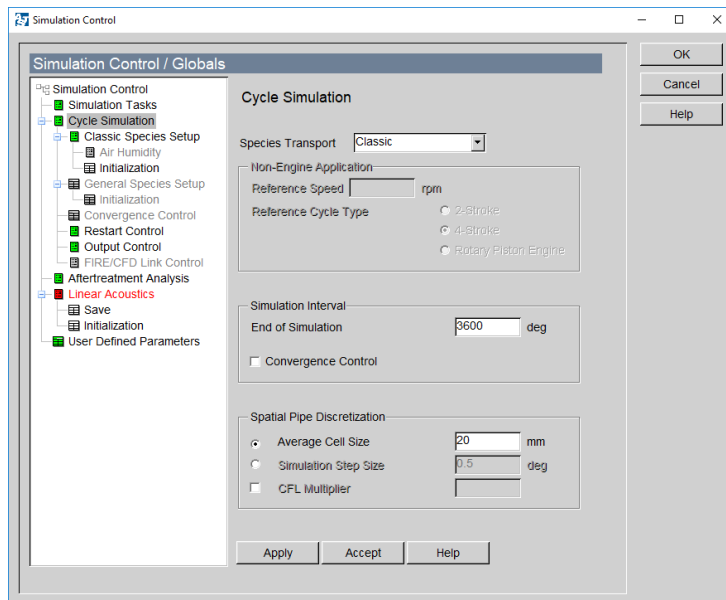 Simulation Control
Simulation Control / Globals
Simulation Control
Simulation Tasks
Cycle Simulation
Classic Species Setup
Air Humidity
Initialization
General Species Setup
Initialization
Convergence Control
Restart Control
Output Control
FIRE/CFD Link Control
Aftertreatment Analysis
Linear Acoustics
Save
Initialization
User Defined Parameters
Cycle Simulation
Species Transport Classic
Non-Engine Application
Reference Speed rpm
Reference Cycle Type 2-Stroke
4-Stroke
Rotary Piston Engine
Simulation Interval
End of Simulation 3600 deg
Convergence Control
Spatial Pipe Discretization
Average Cell Size 20 mm
Simulation Step Size 0.5 deg
CFL Multiplier
Apply Accept Help
OK
Cancel
Help